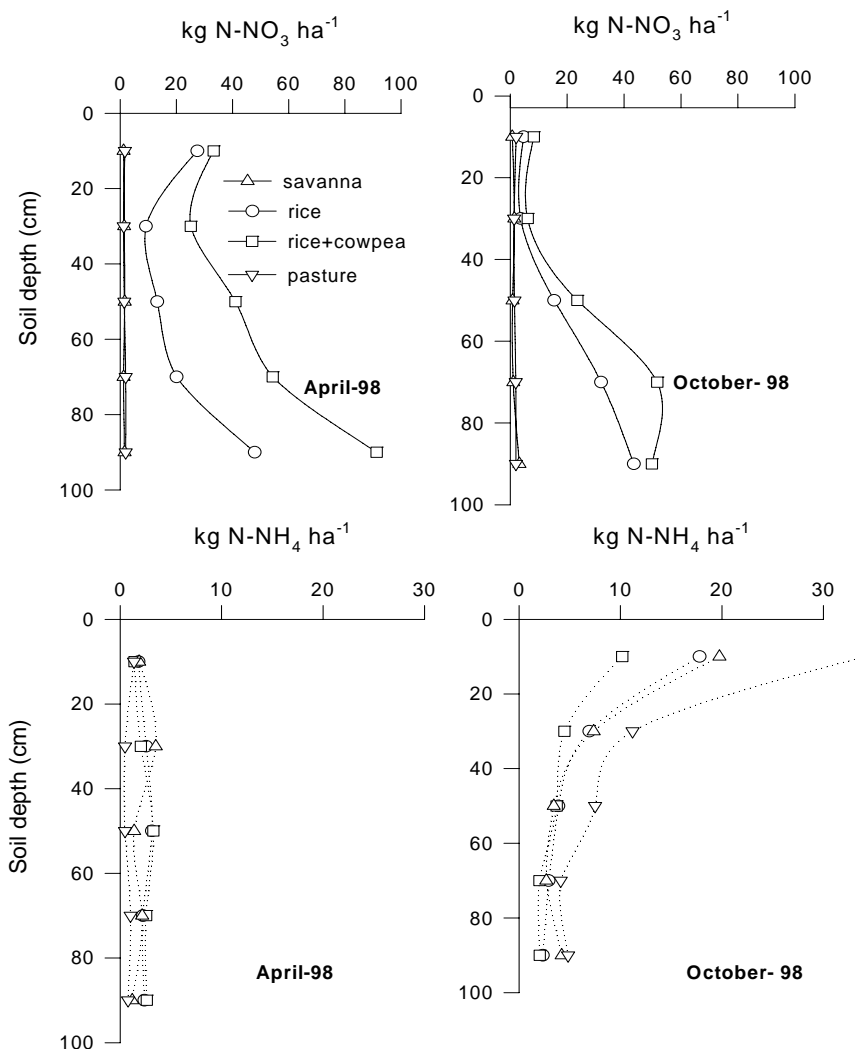 kg N-NO3 ha-1
0 20 40 60 80 100
0
20
40
60
80
100
Soil depth (cm)
savanna
rice
rice+cowpea
pasture
April-98
kg N-NO3 ha-1
0 20 40 60 80 100
0
20
40
60
80
100
October- 98
kg N-NH4 ha-1
0 10 20 30
0
20
40
60
80
100
Soil depth (cm)
April-98
kg N-NH4 ha-1
0 10 20 30
0
20
40
60
80
100
October- 98